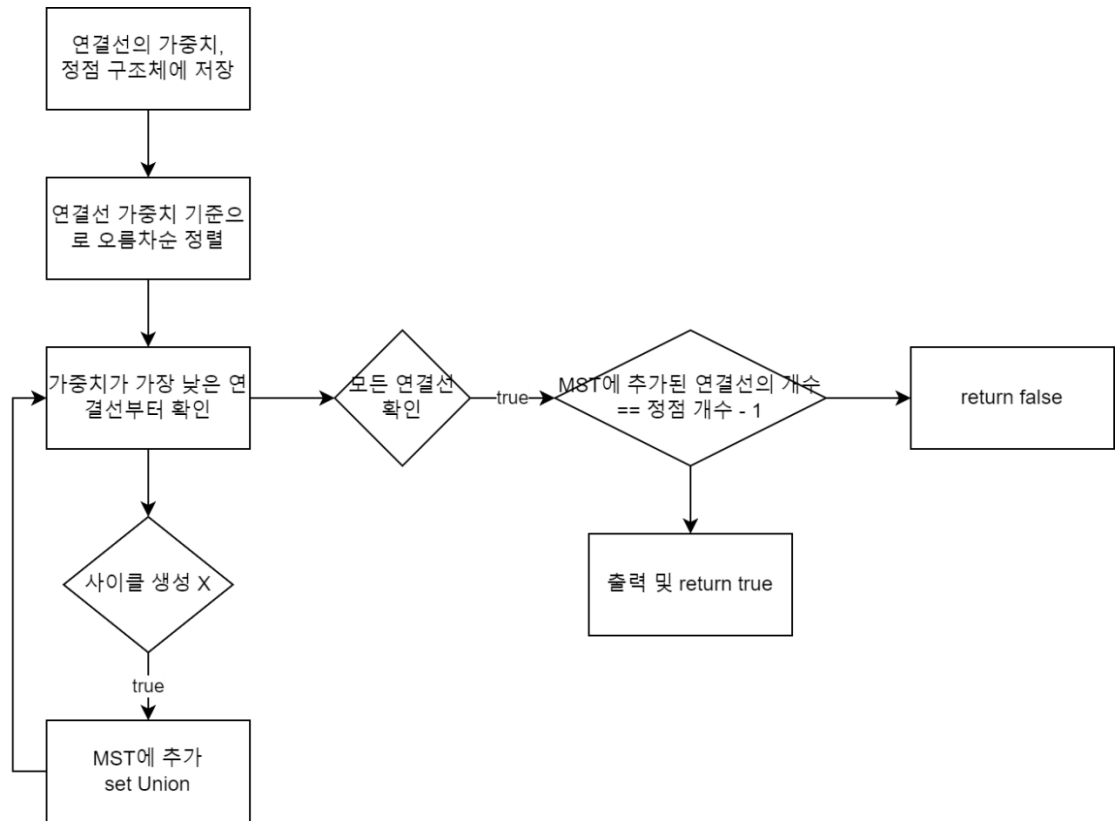 연결선의 가중치,
정점 구조체에 저장
연결선 가중치 기준으
로 오름차순 정렬
가중치가 가장 낮은 연
결선부터 확인
모든 연결선
확인
true
MST에 추가된 연결선의 개수
== 정점 개수 - 1
return false
사이클 생성 X
출력 및 return true
true
MST에 추가
set Union